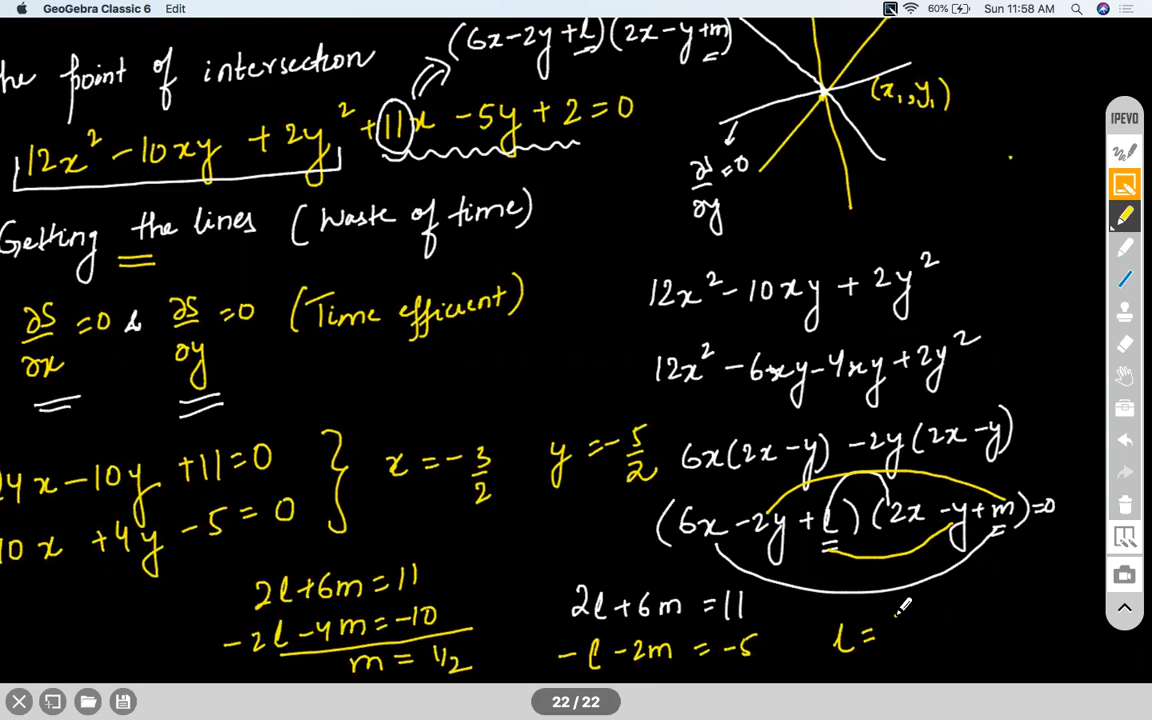 GeoGebra Classic 6 Edit 60% Sun 11:58 AM
(6x-2y+l)(2x-y+m)
he point of intersection
(x₁,y₁)
12x² -10xy + 2y² +11x -5y +2=0
∂S/∂y =0
Getting the lines (Waste of time)
12x² -10xy + 2y²
∂S/∂x =0 & ∂S/∂y =0 (Time efficient)
12x² -6xy-4xy+2y²
6x(2x-y) -2y(2x-y)
4x-10y +11=0
10x +4y -5=0
} x = -3/2 y = -5/2
(6x-2y+l)(2x-y+m)=0
2l+6m=11
-2l-4m=-10
m = 1/2
2l+6m =11
-l-2m = -5
l =
IPEVO
22 / 22